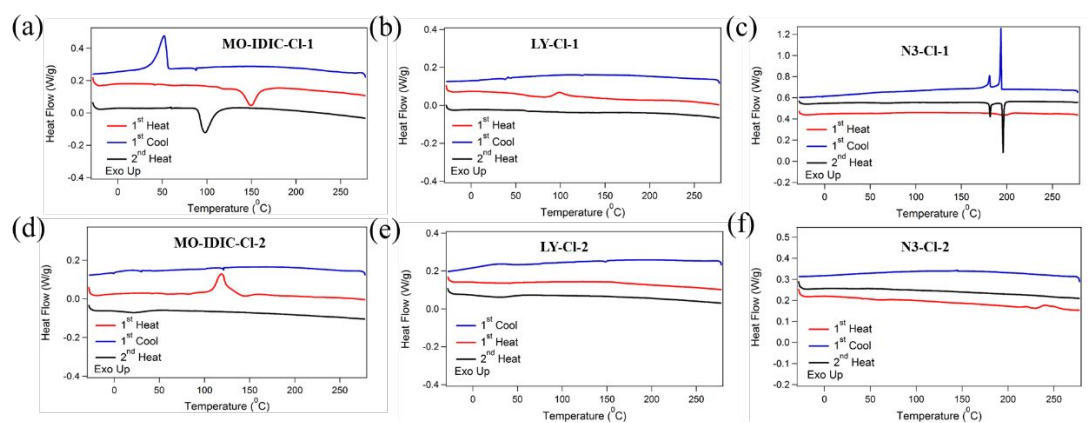 (a)
MO-IDIC-Cl-1
Heat Flow (W/g)
0.4
0.2
0.0
-0.2
-0.4
1st Heat
1st Cool
2nd Heat
Exo Up
0 50 100 150 200 250
Temperature (⁰C)
(b)
LY-Cl-1
Heat Flow (W/g)
0.4
0.2
0.0
-0.2
-0.4
1st Heat
1st Cool
2nd Heat
Exo Up
0 50 100 150 200 250
Temperature (⁰C)
(c)
N3-Cl-1
Heat Flow (W/g)
1.2
1.0
0.8
0.6
0.4
0.2
0.0
-0.2
1st Heat
1st Cool
2nd Heat
Exo Up
0 50 100 150 200 250
Temperature (⁰C)
(d)
MO-IDIC-Cl-2
Heat Flow (W/g)
0.2
0.0
-0.2
-0.4
1st Heat
1st Cool
2nd Heat
Exo Up
0 50 100 150 200 250
Temperature (⁰C)
(e)
LY-Cl-2
Heat Flow (W/g)
0.4
0.2
0.0
-0.2
-0.4
1st Cool
1st Heat
2nd Heat
Exo Up
0 50 100 150 200 250
Temperature (⁰C)
(f)
N3-Cl-2
Heat Flow (W/g)
0.5
0.4
0.3
0.2
0.1
0.0
-0.1
-0.2
1st Heat
1st Cool
2nd Heat
Exo Up
0 50 100 150 200 250
Temperature (⁰C)